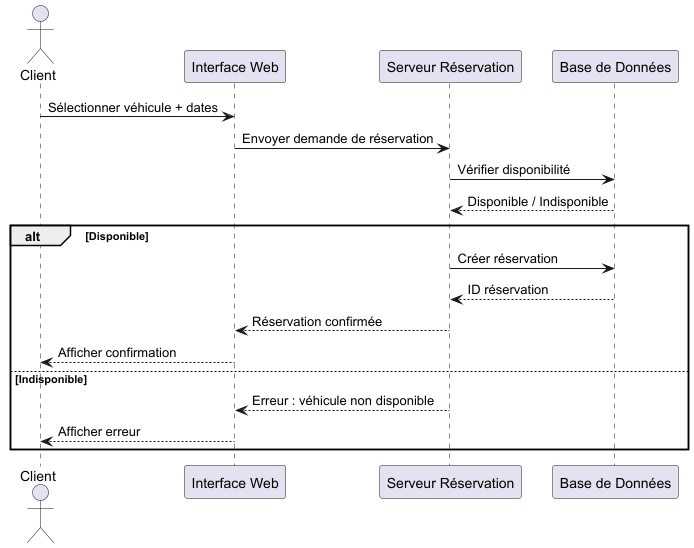 Client
Interface Web
Serveur Réservation
Base de Données
Sélectionner véhicule + dates
Envoyer demande de réservation
Vérifier disponibilité
Disponible / Indisponible
alt
[Disponible]
Créer réservation
ID réservation
Réservation confirmée
Afficher confirmation
[Indisponible]
Erreur : véhicule non disponible
Afficher erreur
Client
Interface Web
Serveur Réservation
Base de Données